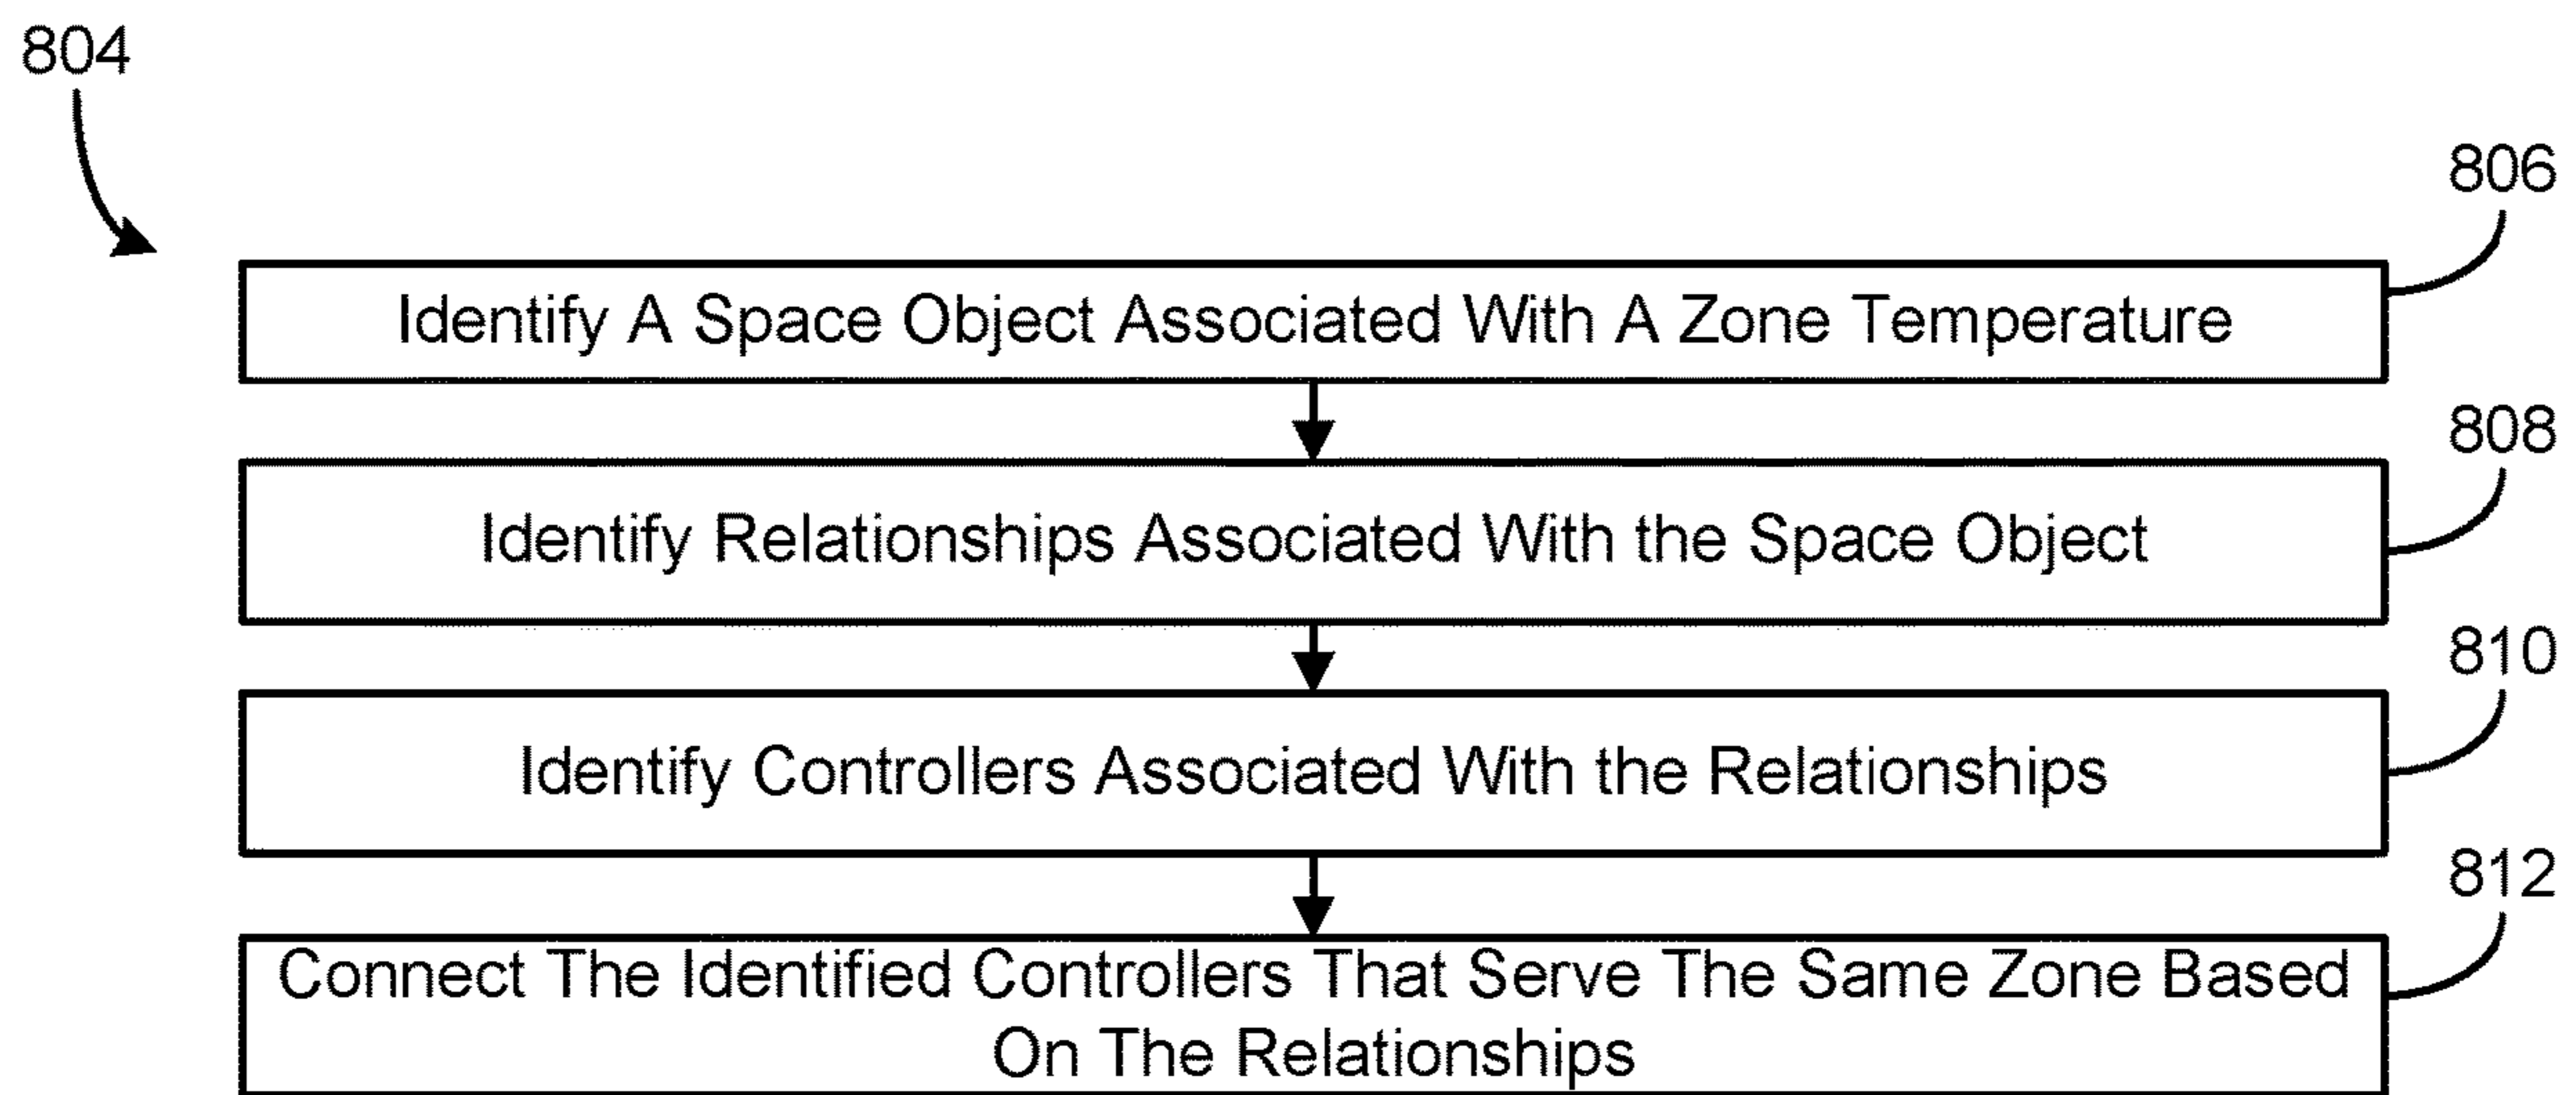 804
806
Identify A Space Object Associated With A Zone Temperature
808
Identify Relationships Associated With the Space Object
810
Identify Controllers Associated With the Relationships
812
Connect The Identified Controllers That Serve The Same Zone Based
On The Relationships